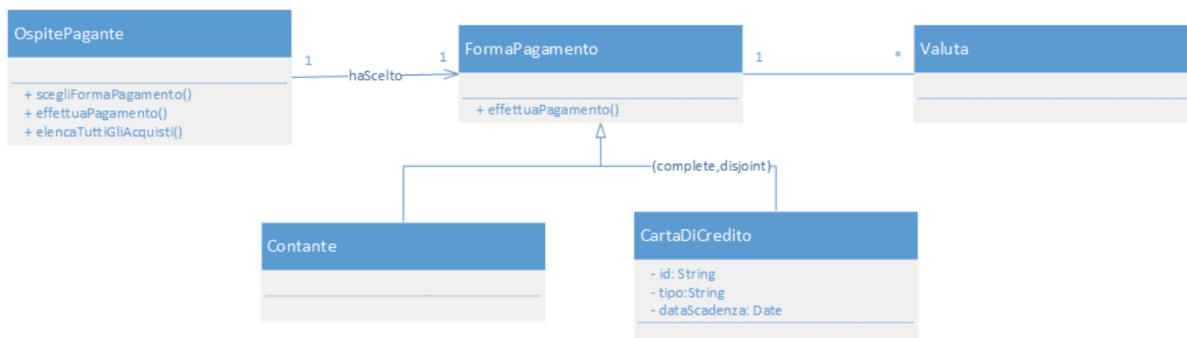 OspitePagante
+ scegliFormaPagamento()
+ effettuaPagamento()
+ elencaTuttiGliAcquisti()
1
haScelto
1
FormaPagamento
+ effettuaPagamento()
1
*
Valuta
(complete,disjoint)
Contante
CartaDiCredito
- id: String
- tipo:String
- dataScadenza: Date